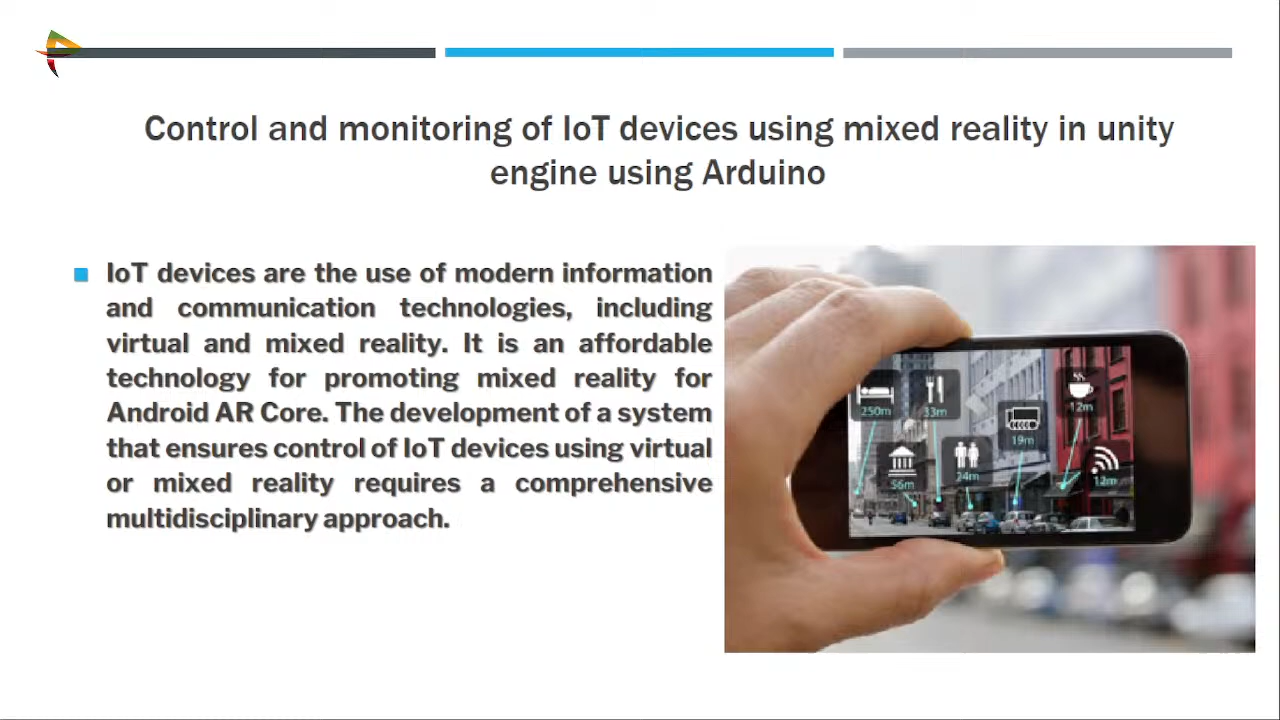 Control and monitoring of IoT devices using mixed reality in unity
engine using Arduino
IoT devices are the use of modern information
and communication technologies, including
virtual and mixed reality. It is an affordable
technology for promoting mixed reality for
Android AR Core. The development of a system
that ensures control of IoT devices using virtual
or mixed reality requires a comprehensive
multidisciplinary approach.
250m
33m
12m
19m
56m
24m
12m